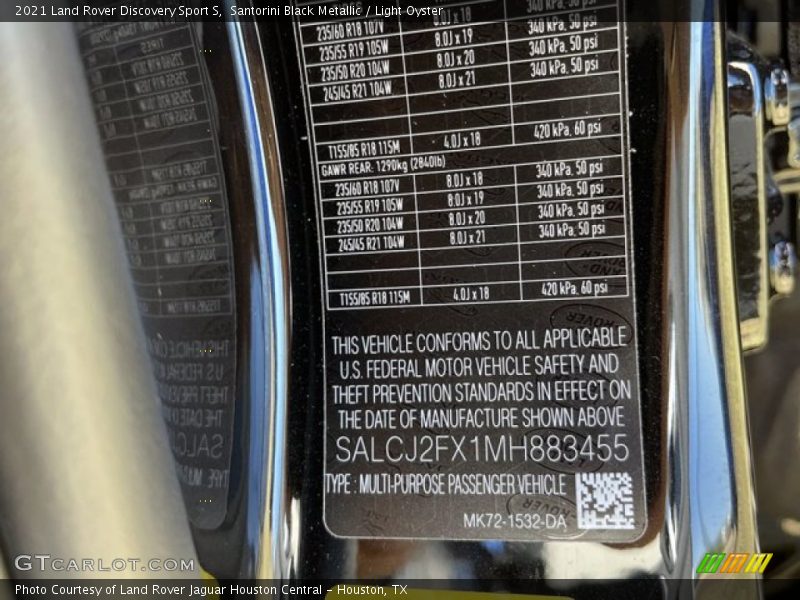 2021 Land Rover Discovery Sport S, Santorini Black Metallic / Light Oyster
8.0J x 18 340 kPa, 50 psi
235/60 R18 107V 8.0J x 19 340 kPa, 50 psi
235/55 R19 105W 8.0J x 20 340 kPa, 50 psi
235/50 R20 104W 8.0J x 21 340 kPa, 50 psi
245/45 R21 104W
T155/85 R18 115M 4.0J x 18 420 kPa, 60 psi
GAWR REAR: 1290kg (2840lb)
235/60 R18 107V 8.0J x 18 340 kPa, 50 psi
235/55 R19 105W 8.0J x 19 340 kPa, 50 psi
235/50 R20 104W 8.0J x 20 340 kPa, 50 psi
245/45 R21 104W 8.0J x 21 340 kPa, 50 psi
T155/85 R18 115M 4.0J x 18 420 kPa, 60 psi
THIS VEHICLE CONFORMS TO ALL APPLICABLE
U.S. FEDERAL MOTOR VEHICLE SAFETY AND
THEFT PREVENTION STANDARDS IN EFFECT ON
THE DATE OF MANUFACTURE SHOWN ABOVE
SALCJ2FX1MH883455
TYPE : MULTI-PURPOSE PASSENGER VEHICLE
MK72-1532-DA
GTCARLOT.COM
Photo Courtesy of Land Rover Jaguar Houston Central - Houston, TX